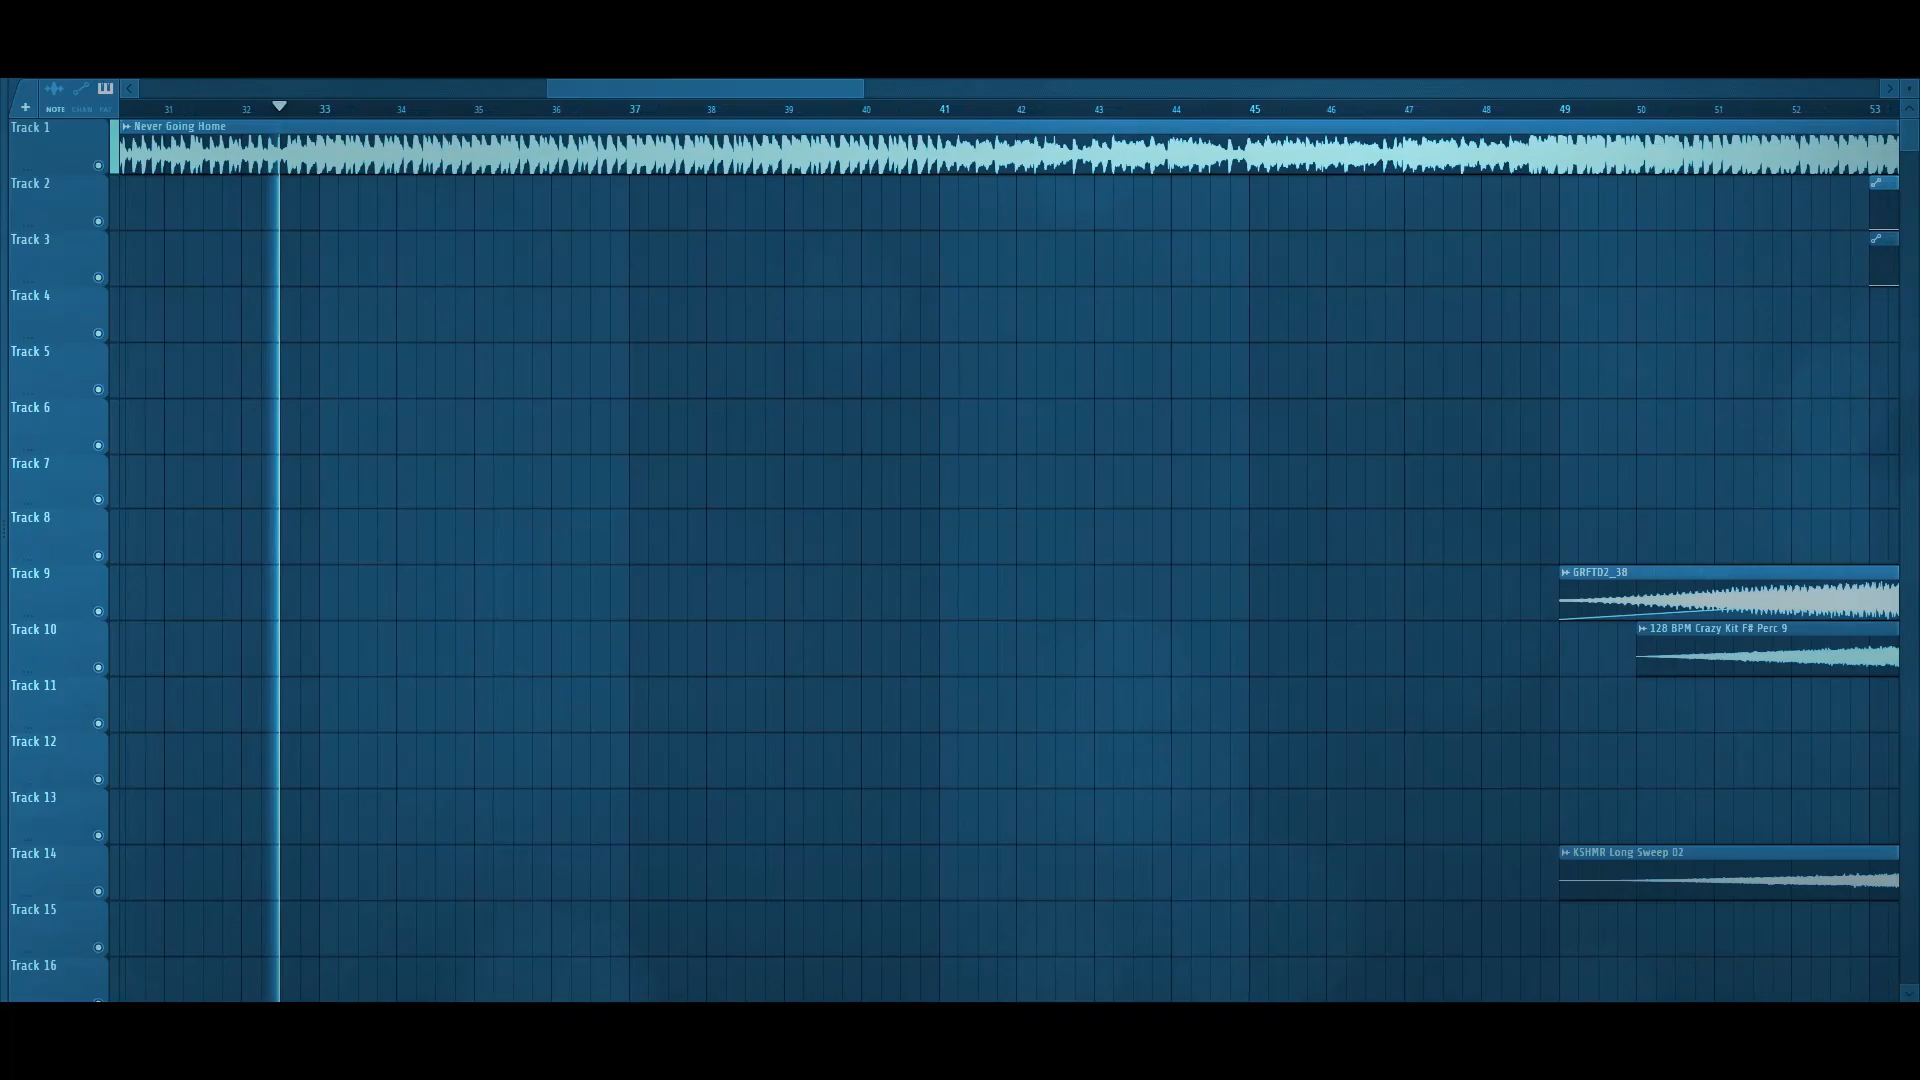 NOTE CHAN PAT
31 32 33 34 35 36 37 38 39 40 41 42 43 44 45 46 47 48 49 50 51 52 53
Track 1
Never Going Home
Track 2
Track 3
Track 4
Track 5
Track 6
Track 7
Track 8
Track 9
GRFTD2_38
Track 10
128 BPM Crazy Kit F# Perc 9
Track 11
Track 12
Track 13
Track 14
KSHMR Long Sweep 02
Track 15
Track 16